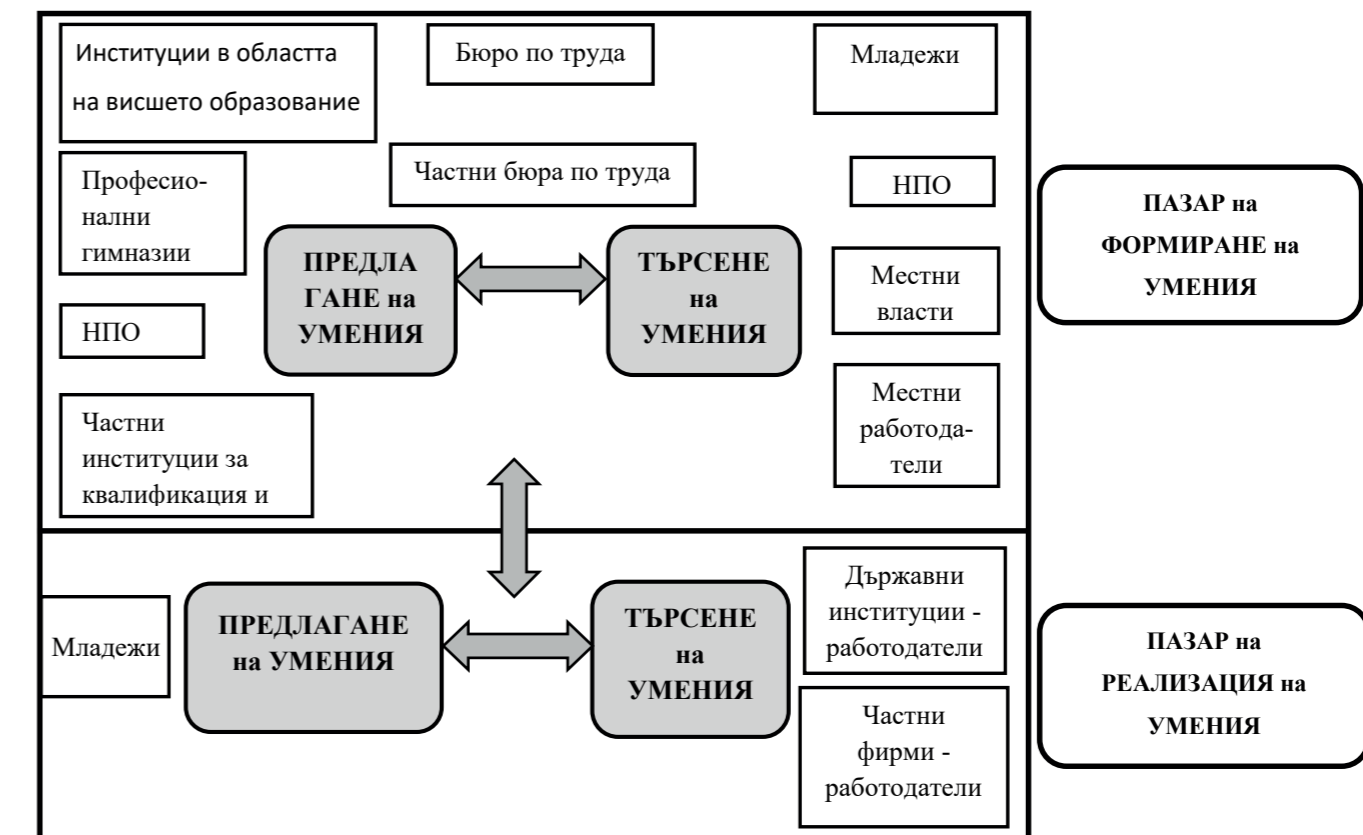 Институции в областта
на висшето образование
Бюро по труда
Младежи
Частни бюра по труда
НПО
Професио-
нални
гимназии
ПРЕДЛА
ГАНЕ на
УМЕНИЯ
ТЪРСЕНЕ
на
УМЕНИЯ
Местни
власти
НПО
Местни
работода-
тели
Частни
институции за
квалификация и
ПАЗАР на
ФОРМИРАНЕ на
УМЕНИЯ
Младежи
ПРЕДЛАГАНЕ
на УМЕНИЯ
ТЪРСЕНЕ
на
УМЕНИЯ
Държавни
институции -
работодатели
Частни
фирми -
работодатели
ПАЗАР на
РЕАЛИЗАЦИЯ на
УМЕНИЯ